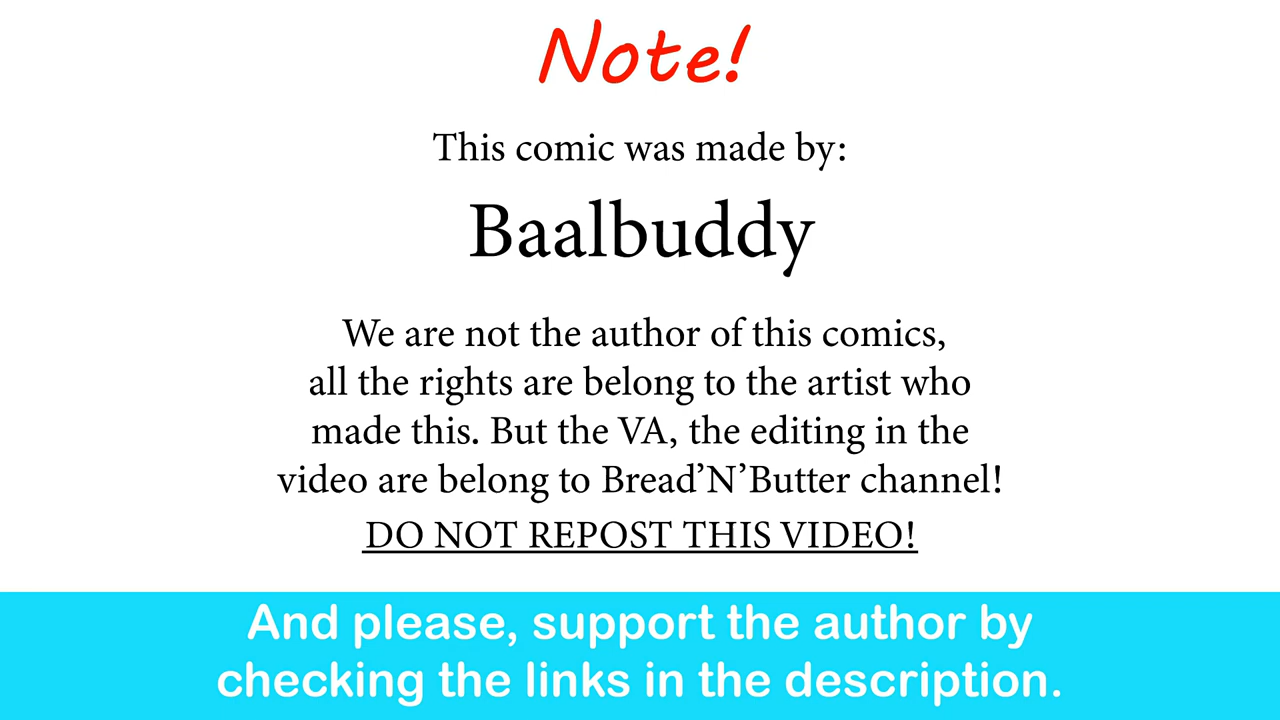 Note!
This comic was made by:
Baalbuddy
We are not the author of this comics,
all the rights are belong to the artist who
made this. But the VA, the editing in the
video are belong to Bread’N’Butter channel!
DO NOT REPOST THIS VIDEO!
And please, support the author by
checking the links in the description.